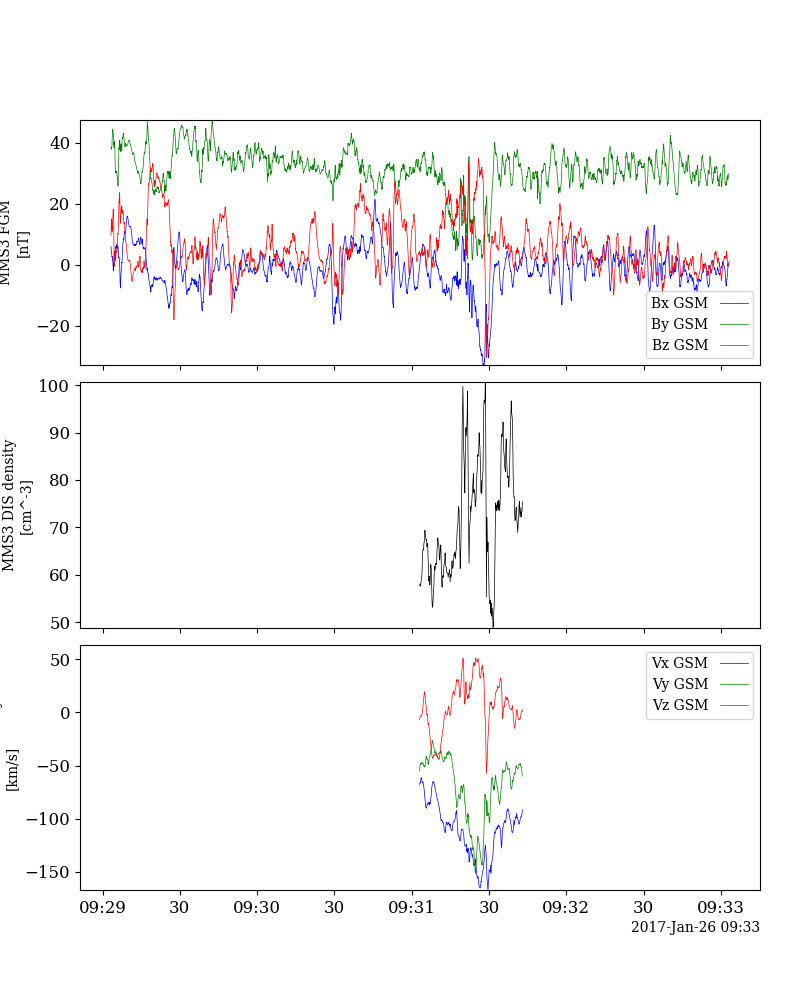 40
20
0
−20
MMS3 FGM
[nT]
Bx GSM
By GSM
Bz GSM
100
90
80
70
60
50
MMS3 DIS density
[cm^-3]
50
0
−50
−100
−150
[km/s]
Vx GSM
Vy GSM
Vz GSM
09:29 30 09:30 30 09:31 30 09:32 30 09:33
2017-Jan-26 09:33